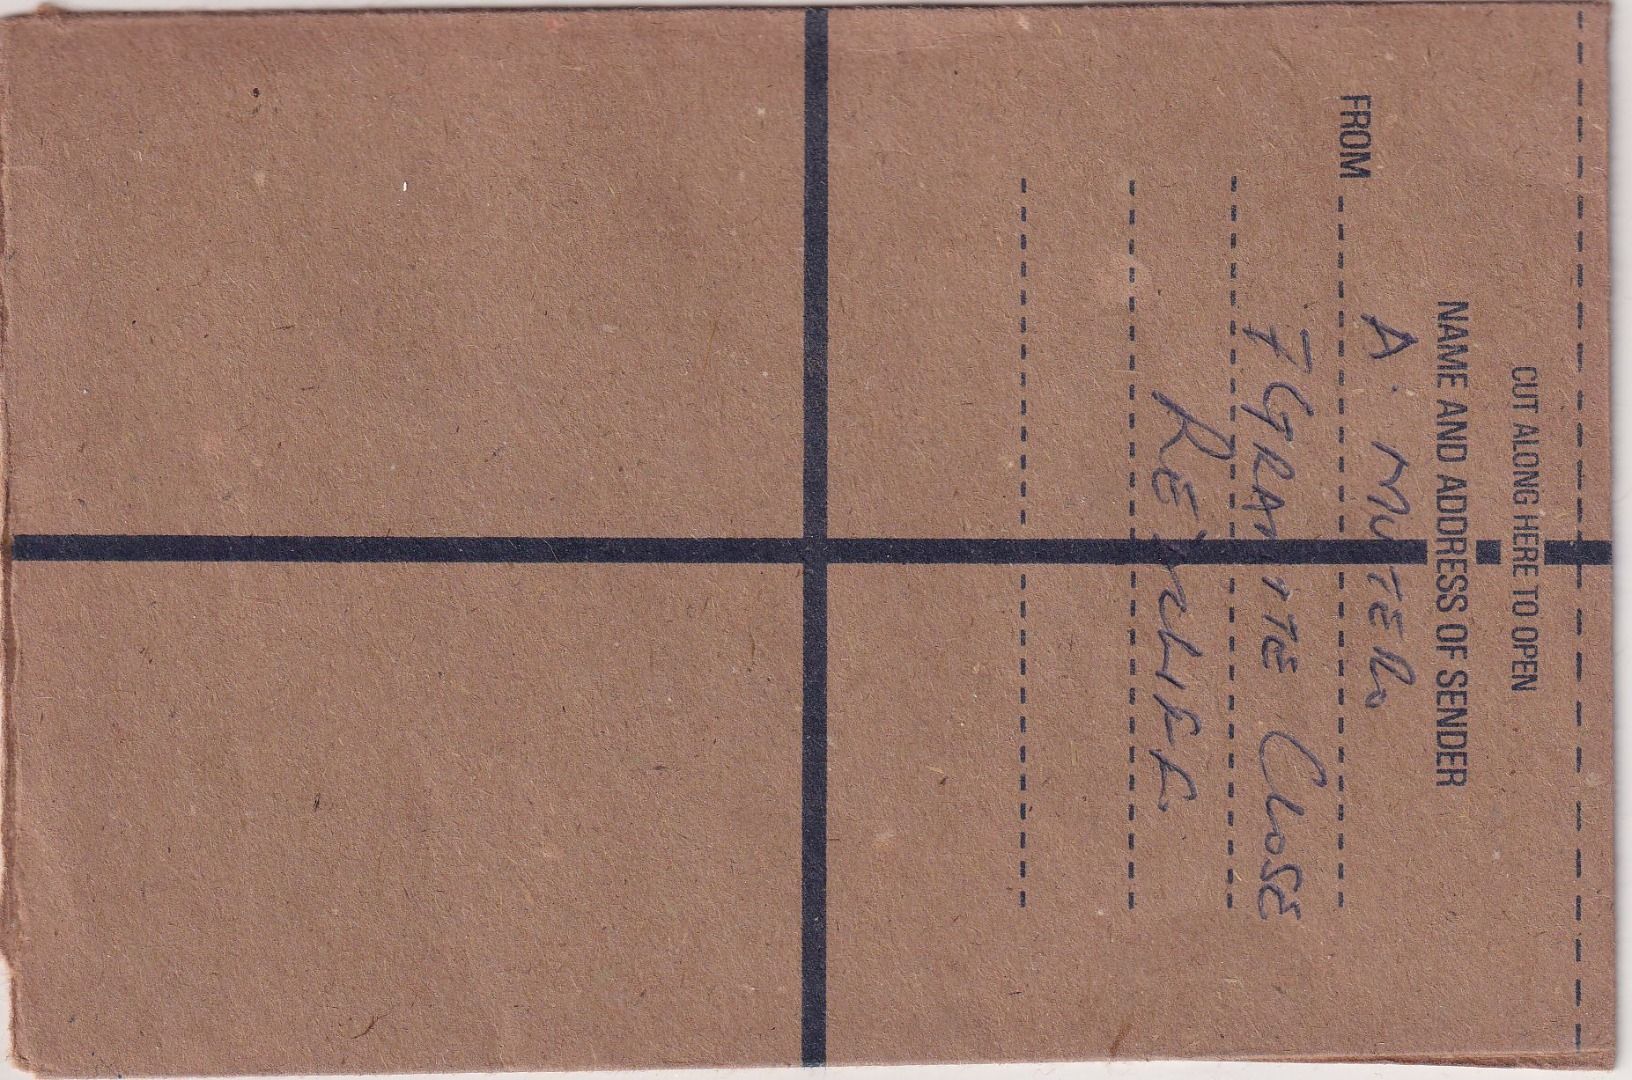 CUT ALONG HERE TO OPEN
NAME AND ADDRESS OF SENDER
FROM A. MUTERO
7 GRANITE CLOSE